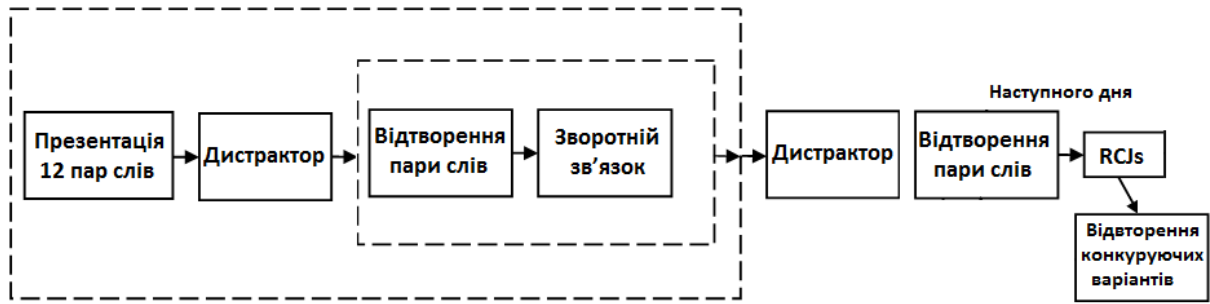 Презентація
12 пар слів
Дистрактор
Відтворення
пари слів
Зворотній
зв’язок
Дистрактор
Наступного дня
Відтворення
пари слів
RCJs
Відвторення
конкуруючих
варіантів